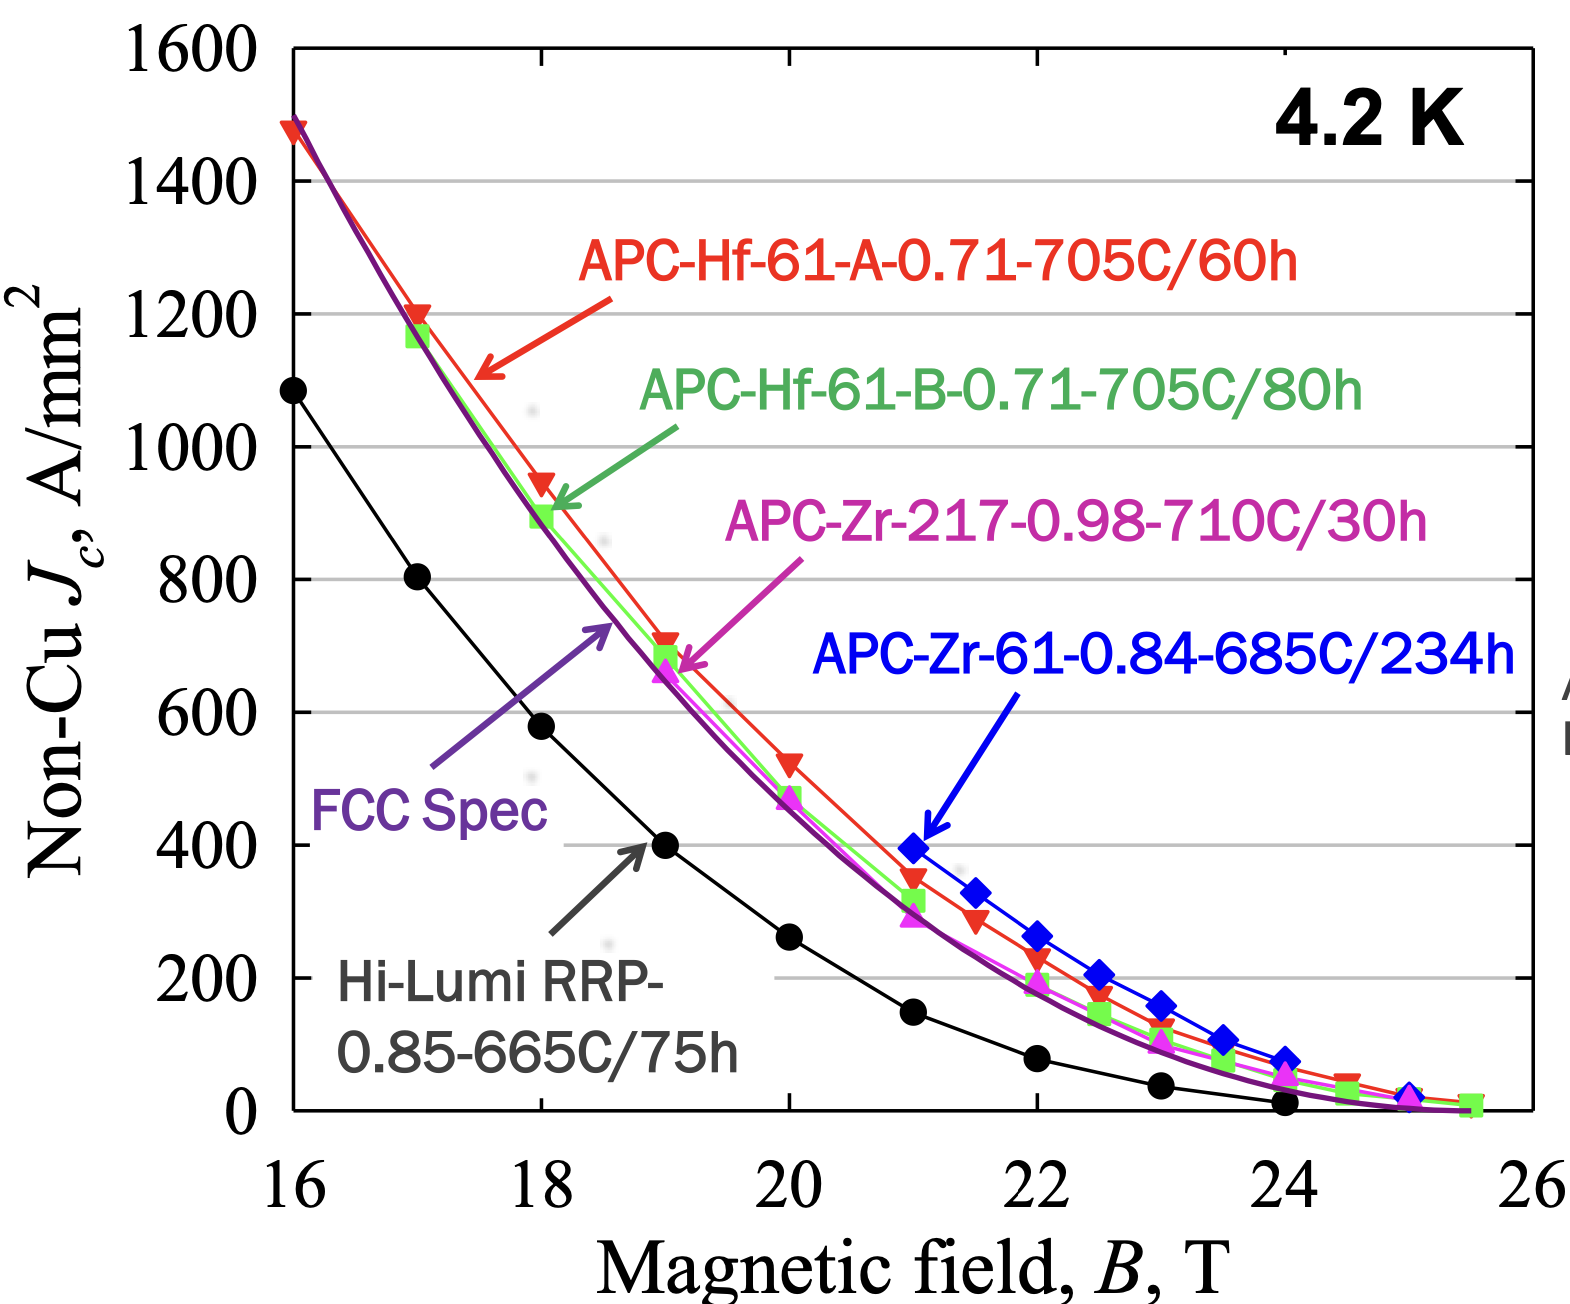 1600
1400
1200
1000
800
600
400
200
0
Non-Cu Jc, A/mm2
4.2 K
APC-Hf-61-A-0.71-705C/60h
APC-Hf-61-B-0.71-705C/80h
APC-Zr-217-0.98-710C/30h
APC-Zr-61-0.84-685C/234h
FCC Spec
Hi-Lumi RRP-
0.85-665C/75h
16 18 20 22 24 26
Magnetic field, B, T